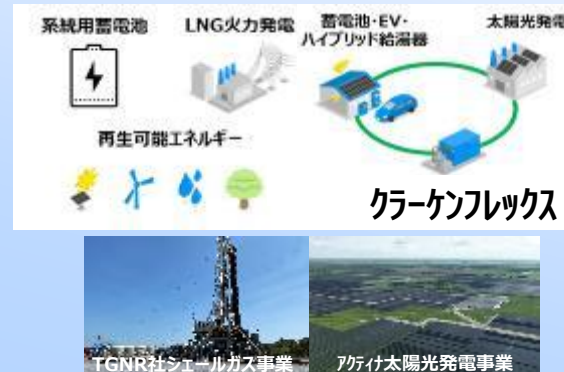 系統用蓄電池
LNG火力発電
蓄電池・EV・
ハイブリッド給湯器
太陽光発電
再生可能エネルギー
クラーケンフレックス
TGNR社シェールガス事業
アクティナ太陽光発電事業